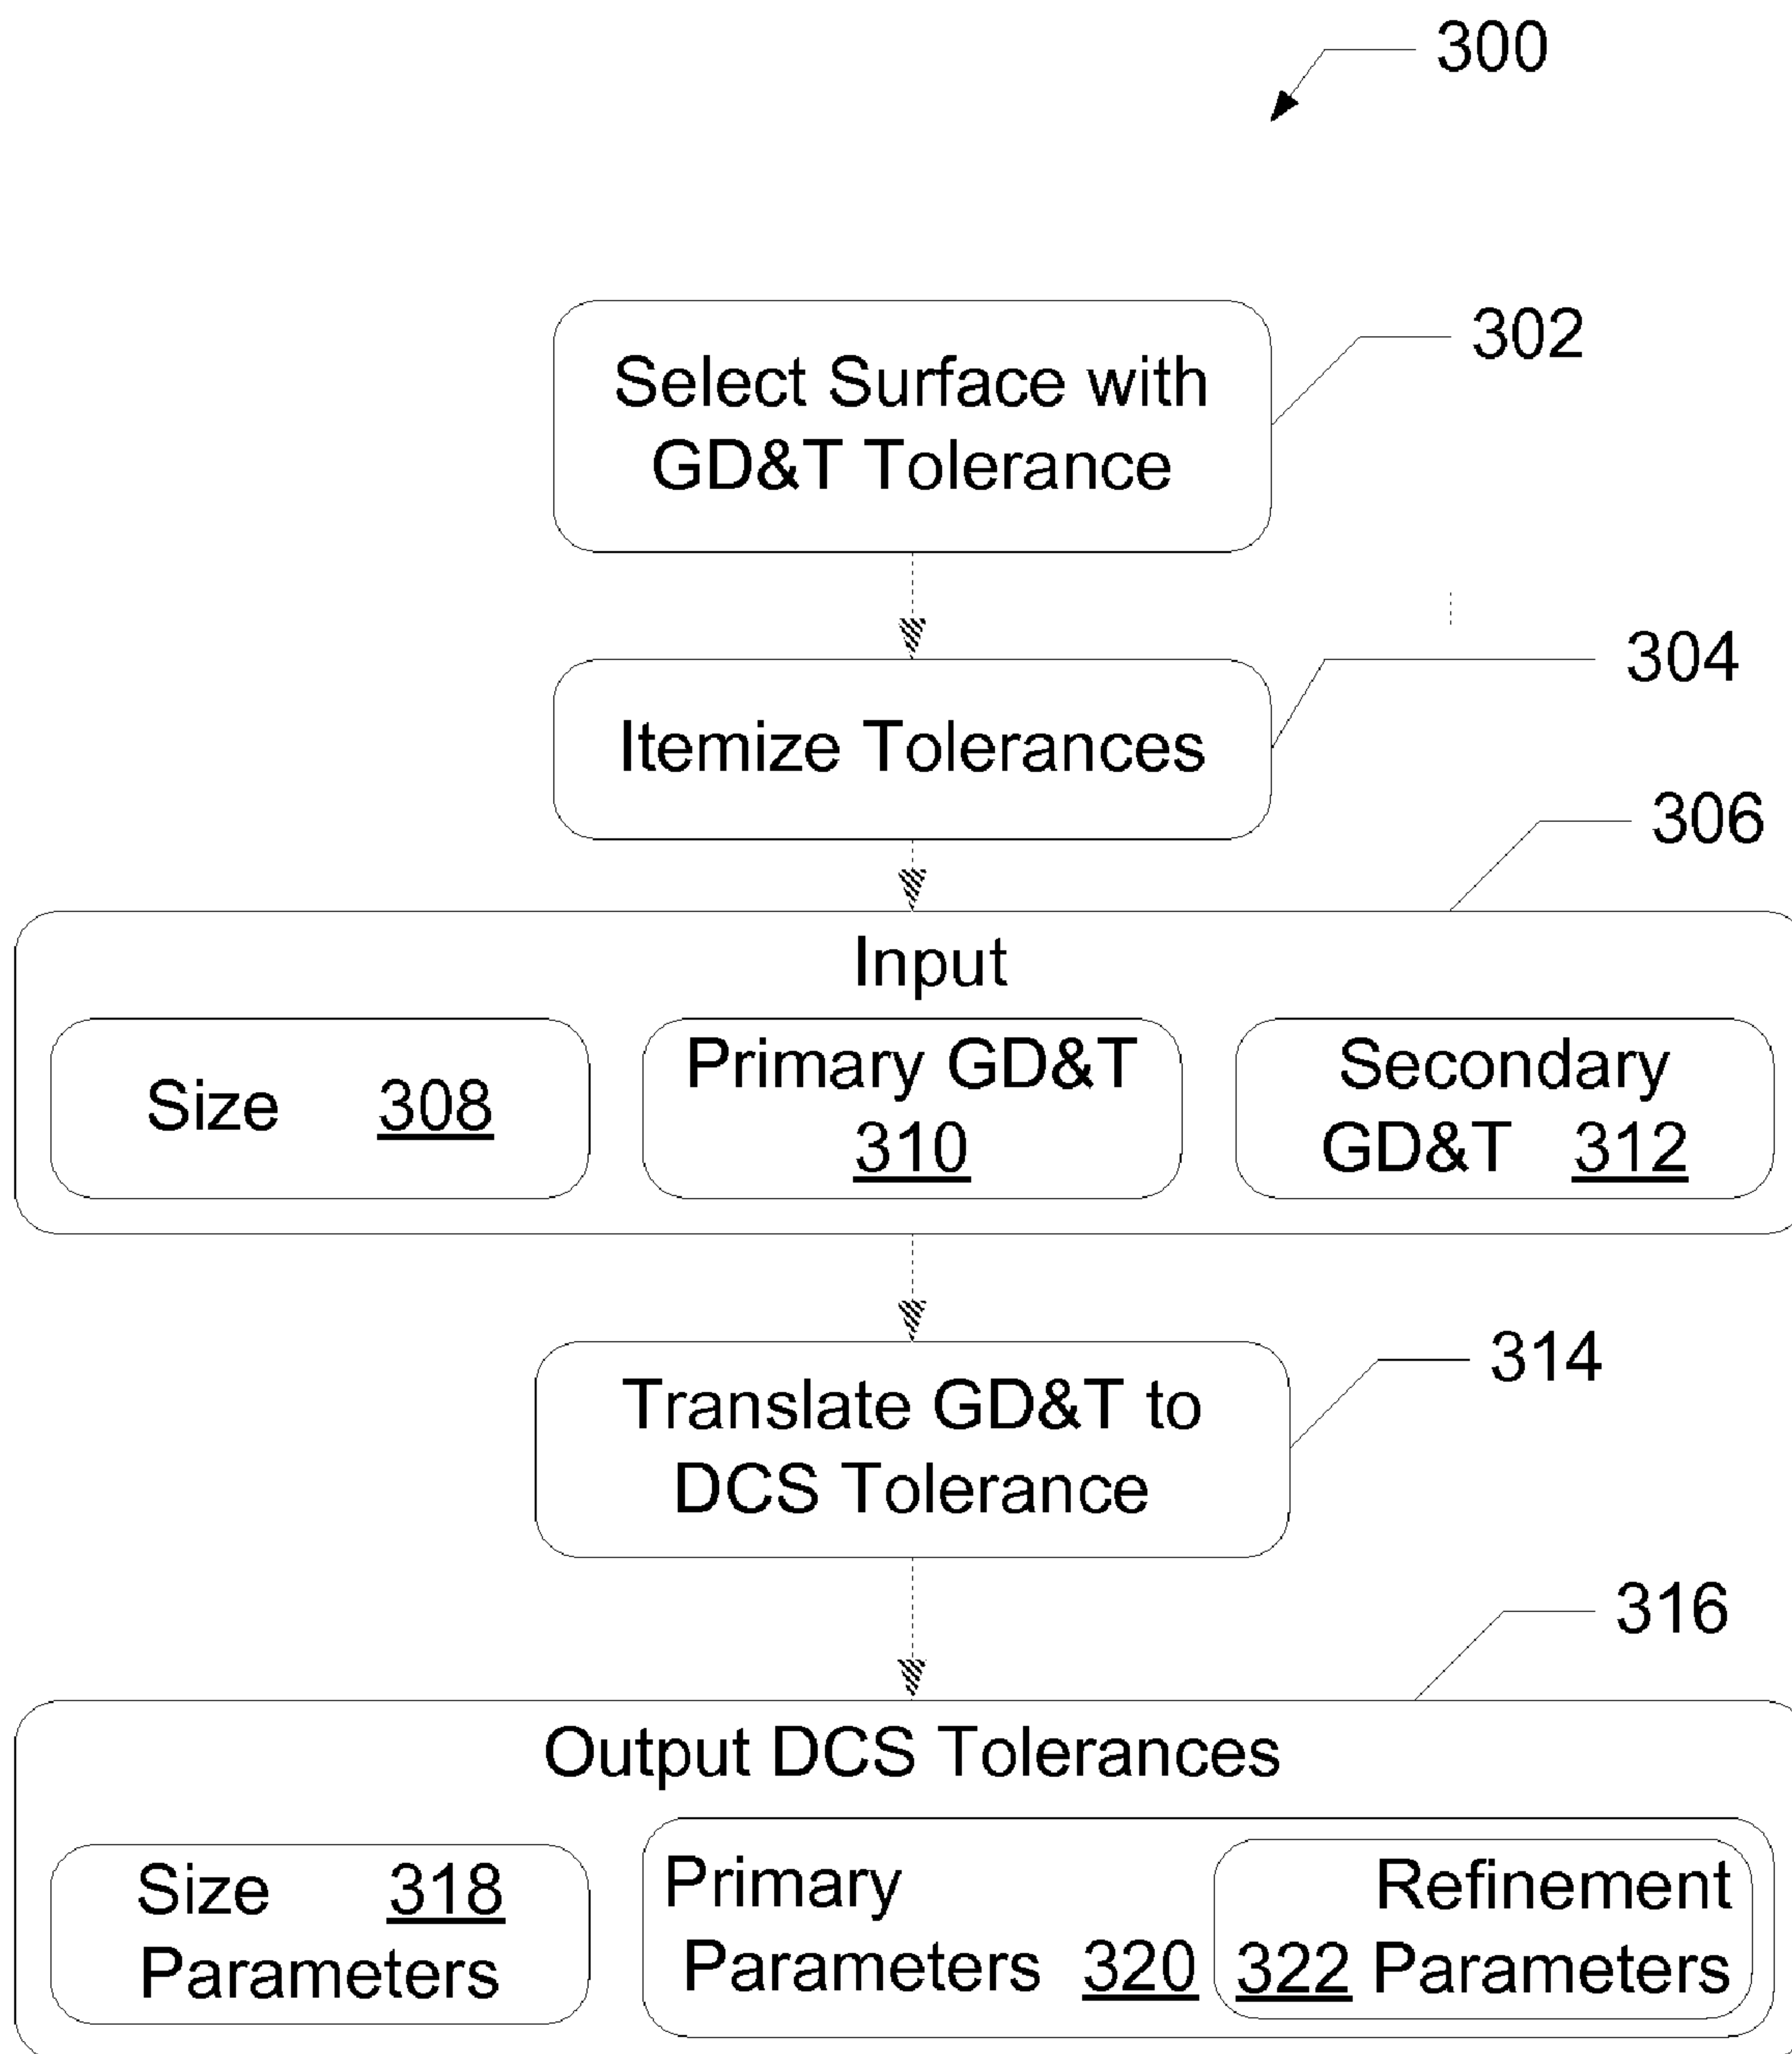 300
Select Surface with
GD&T Tolerance
302
Itemize Tolerances
304
306
Input
Size 308
Primary GD&T
310
Secondary
GD&T 312
Translate GD&T to
DCS Tolerance
314
316
Output DCS Tolerances
Size 318
Parameters
Primary
Parameters 320
Refinement
322 Parameters